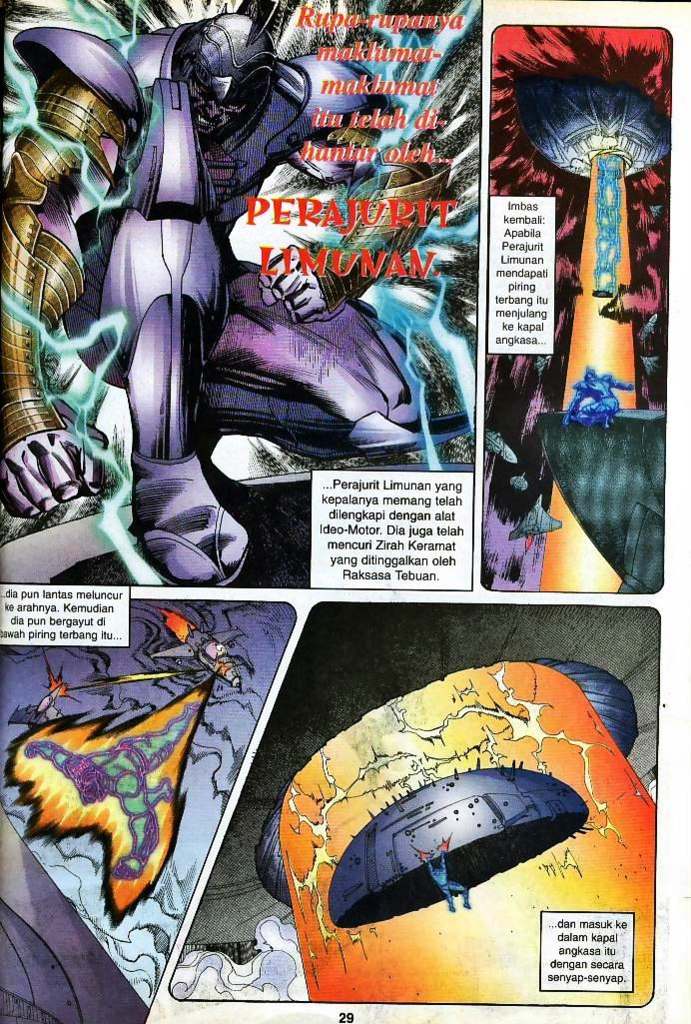 Rupa-rupanya
maklumat-
maklumat
itu telah di-
hantar oleh...
PERAJURIT
LIMUNAN.
...Perajurit Limunan yang
kepalanya memang telah
dilengkapi dengan alat
Ideo-Motor. Dia juga telah
mencuri Zirah Keramat
yang ditinggalkan oleh
Raksasa Tebuan.
Imbas
kembali:
Apabila
Perajurit
Limunan
mendapati
piring
terbang itu
menjulang
ke kapal
angkasa...
...dia pun lantas meluncur
ke arahnya. Kemudian
dia pun bergayut di
bawah piring terbang itu...
...dan masuk ke
dalam kapal
angkasa itu
dengan secara
senyap-senyap.
29